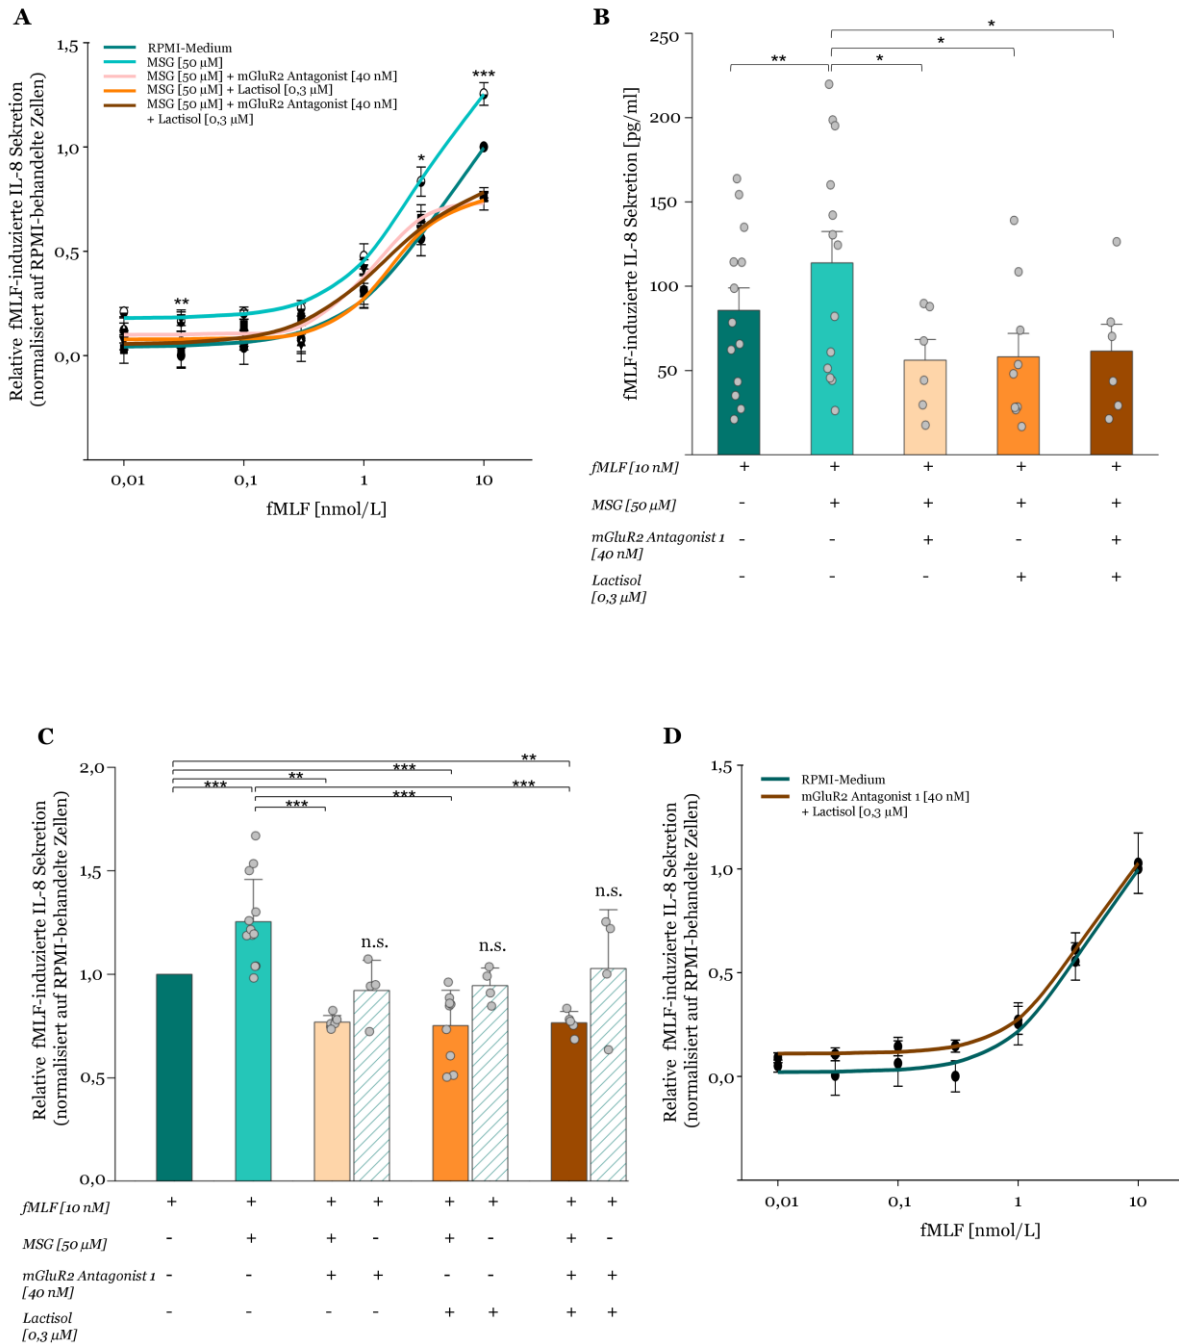 A
Relative fMLF-induzierte IL-8 Sekretion
(normalisiert auf RPMI-behandelte Zellen)
1,5
1,0
0,5
0,0
RPMI-Medium
MSG [50 µM]
MSG [50 µM] + mGluR2 Antagonist [40 nM]
MSG [50 µM] + Lactisol [0,3 µM]
MSG [50 µM] + mGluR2 Antagonist [40 nM]
+ Lactisol [0,3 µM]
**
*
***
0,01 0,1 1 10
fMLF [nmol/L]
B
fMLF-induzierte IL-8 Sekretion [pg/ml]
250
200
150
100
50
*
*
** *
fMLF [10 nM] + + + + +
MSG [50 µM] - + + + +
mGluR2 Antagonist 1 - - + - +
[40 nM]
Lactisol - - - + +
[0,3 µM]
C
Relative fMLF-induzierte IL-8 Sekretion
(normalisiert auf RPMI-behandelte Zellen)
2,0
1,5
1,0
0,5
0,0
**
***
**
*** *** ***
***
n.s. n.s. n.s.
fMLF [10 nM] + + + + + + + +
MSG [50 µM] - + + - + - + -
mGluR2 Antagonist 1 - - + + - - + +
[40 nM]
Lactisol - - - - + + + +
[0,3 µM]
D
Relative fMLF-induzierte IL-8 Sekretion
(normalisiert auf RPMI-behandelte Zellen)
1,5
1,0
0,5
0,0
RPMI-Medium
mGluR2 Antagonist 1 [40 nM]
+ Lactisol [0,3 µM]
0,01 0,1 1 10
fMLF [nmol/L]